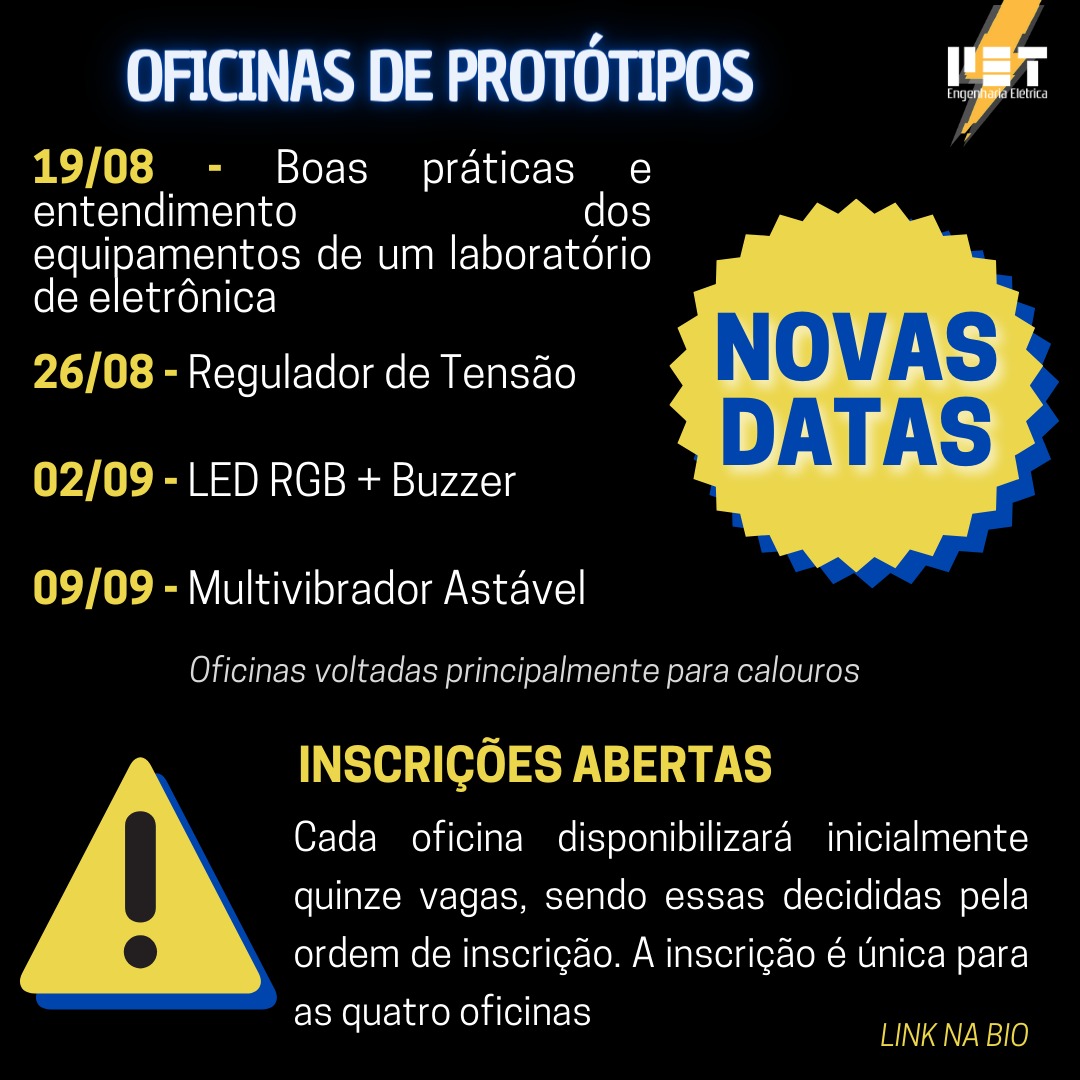 OFICINAS DE PROTÓTIPOS
PET
Engenharia Elétrica
19/08 - Boas práticas e
entendimento dos
equipamentos de um laboratório
de eletrônica
26/08 - Regulador de Tensão
02/09 - LED RGB + Buzzer
09/09 - Multivibrador Astável
NOVAS
DATAS
Oficinas voltadas principalmente para calouros
INSCRIÇÕES ABERTAS
Cada oficina disponibilizará inicialmente
quinze vagas, sendo essas decididas pela
ordem de inscrição. A inscrição é única para
as quatro oficinas
LINK NA BIO